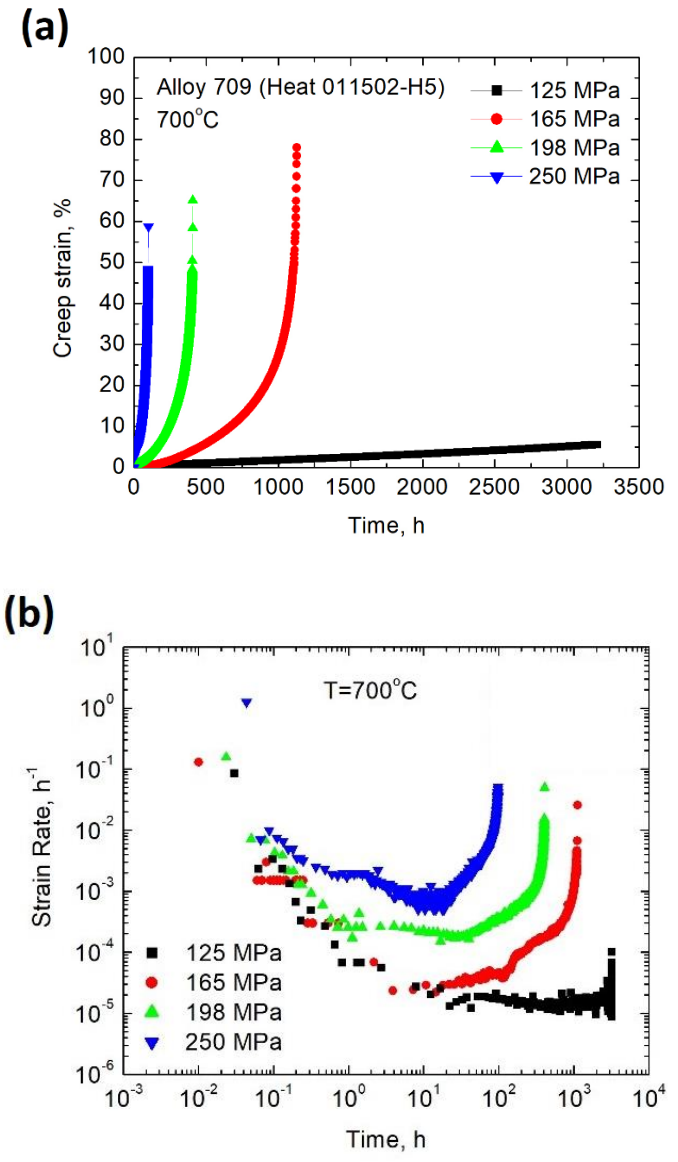 (a)
100
90
80
70
60
50
40
30
20
10
0
Creep strain, %
Alloy 709 (Heat 011502-H5)
700°C
125 MPa
165 MPa
198 MPa
250 MPa
0 500 1000 1500 2000 2500 3000 3500
Time, h
(b)
10¹
10⁰
10⁻¹
10⁻²
10⁻³
10⁻⁴
10⁻⁵
10⁻⁶
Strain Rate, h⁻¹
T=700°C
125 MPa
165 MPa
198 MPa
250 MPa
10⁻³ 10⁻² 10⁻¹ 10⁰ 10¹ 10² 10³ 10⁴
Time, h